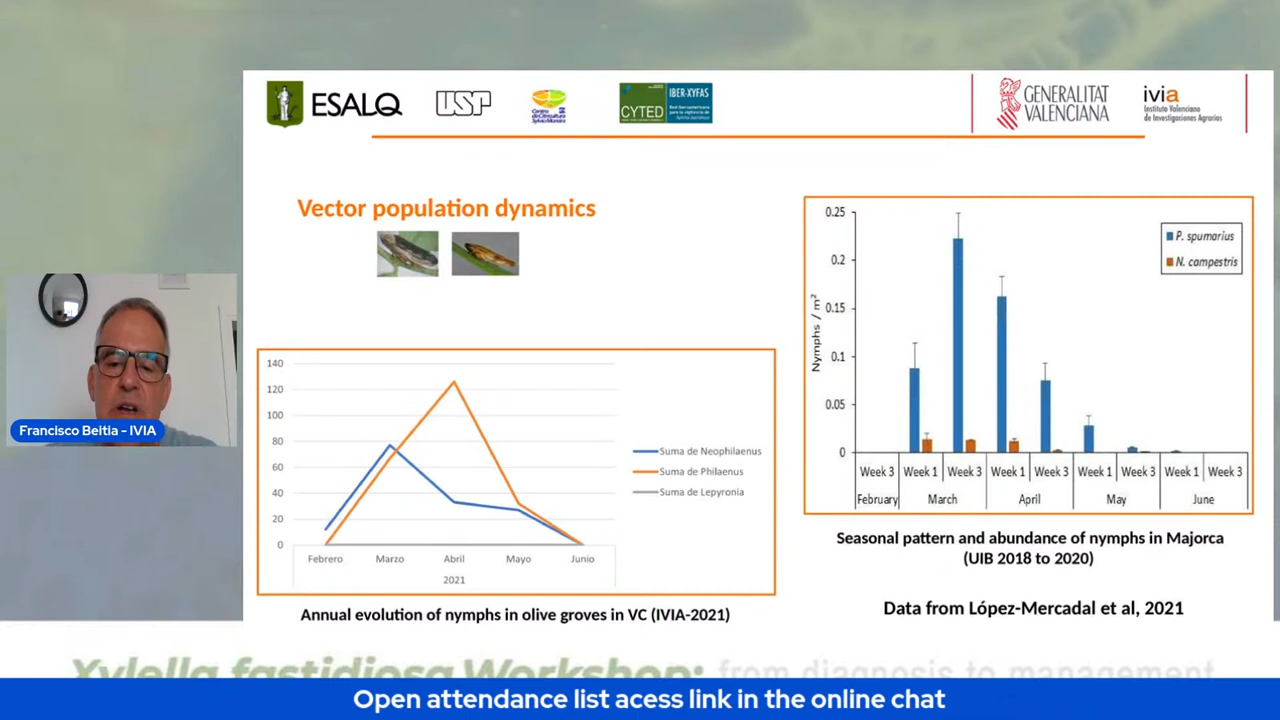 ESALQ
USP
Centro
de Citricultura
Sylvio Moreira
CYTED
IBER-XYFAS
GENERALITAT
VALENCIANA
ivia
Instituto Valenciano
de Investigaciones Agrarias
Vector population dynamics
140
120
100
80
60
40
20
0
Febrero Marzo Abril Mayo Junio
2021
Suma de Neophilaenus
Suma de Philaenus
Suma de Lepyronia
Annual evolution of nymphs in olive groves in VC (IVIA-2021)
0.25
0.2
0.15
0.1
0.05
0
Nymphs / m²
P. spumarius
N. campestris
Week 3 Week 1 Week 3 Week 1 Week 3 Week 1 Week 3 Week 1 Week 3
February March April May June
Seasonal pattern and abundance of nymphs in Majorca
(UIB 2018 to 2020)
Data from López-Mercadal et al, 2021
Francisco Beitia - IVIA
Xylella fastidiosa Workshop: from diagnosis to management
Open attendance list acess link in the online chat